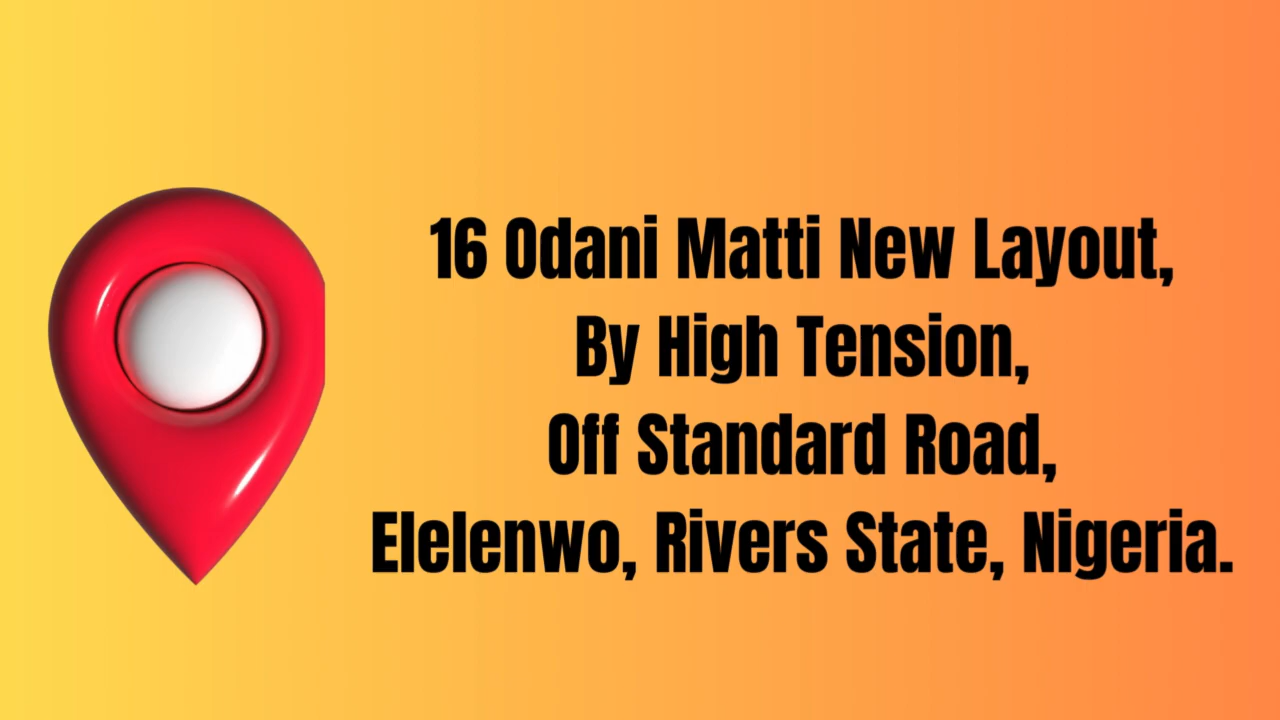 16 Odani Matti New Layout,
By High Tension,
Off Standard Road,
Elelenwo, Rivers State, Nigeria.